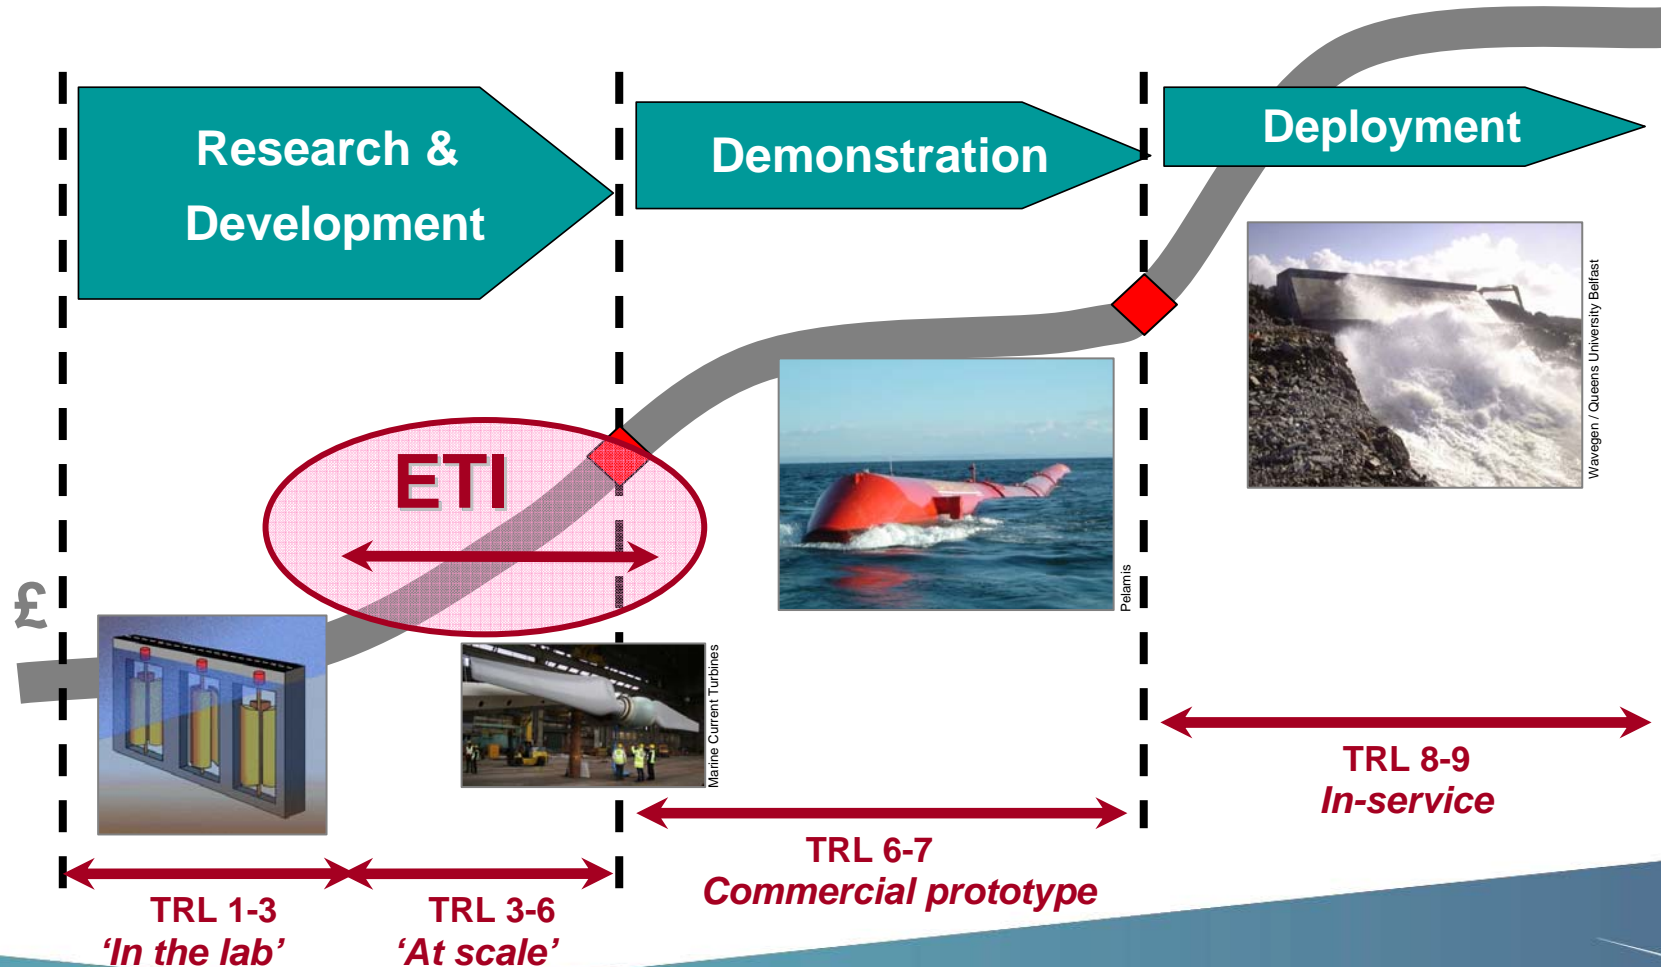 Research &
Development
Demonstration
Deployment
Wavegen / Queens University Belfast
ETI
Pelamis
£
Marine Current Turbines
TRL 8-9
In-service
TRL 6-7
Commercial prototype
TRL 1-3
‘In the lab’
TRL 3-6
‘At scale’